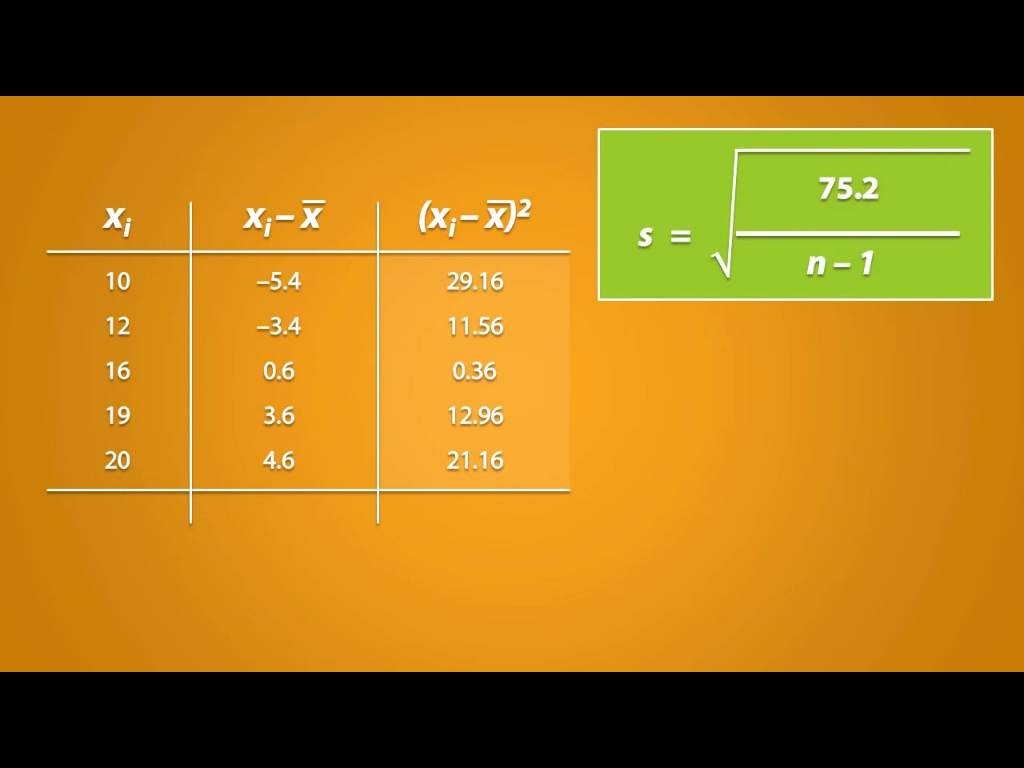 xᵢ xᵢ – x̅ (xᵢ – x̅)²
10 –5.4 29.16
12 –3.4 11.56
16 0.6 0.36
19 3.6 12.96
20 4.6 21.16
s = √ 75.2
n – 1